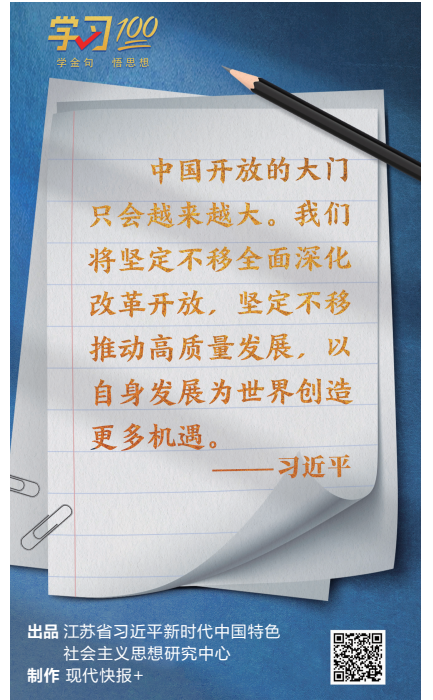 学习100
学金句 悟思想
中国开放的大门
只会越来越大。我们
将坚定不移全面深化
改革开放，坚定不移
推动高质量发展，以
自身发展为世界创造
更多机遇。
——习近平
出品 江苏省习近平新时代中国特色
社会主义思想研究中心
制作 现代快报+